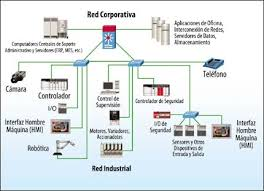 Red Corporativa
Computadores Centrales de Soporte
Administrativo y Servidores (ERP, MES, etc.)
Aplicaciones de Oficina,
Interconexión de Redes,
Servidores de Datos,
Almacenamiento
Cámara
Controlador
Teléfono
I/O
Control de
Supervisión
Controlador de Seguridad
Interfaz Hombre
Máquina (HMI)
Motores, Variadores,
Accionadores
I/O de
Seguridad
Interfaz
Hombre
Máquina
(HMI)
Robótica
Sensores y Otros
Dispositivos de
Entrada y Salida
Red Industrial